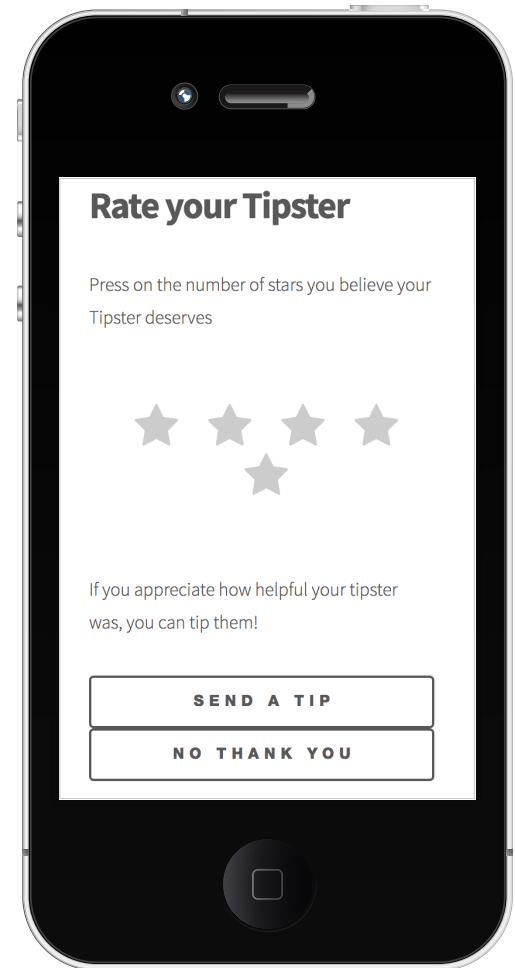 Rate your Tipster
Press on the number of stars you believe your
Tipster deserves
If you appreciate how helpful your tipster
was, you can tip them!
SEND A TIP
NO THANK YOU